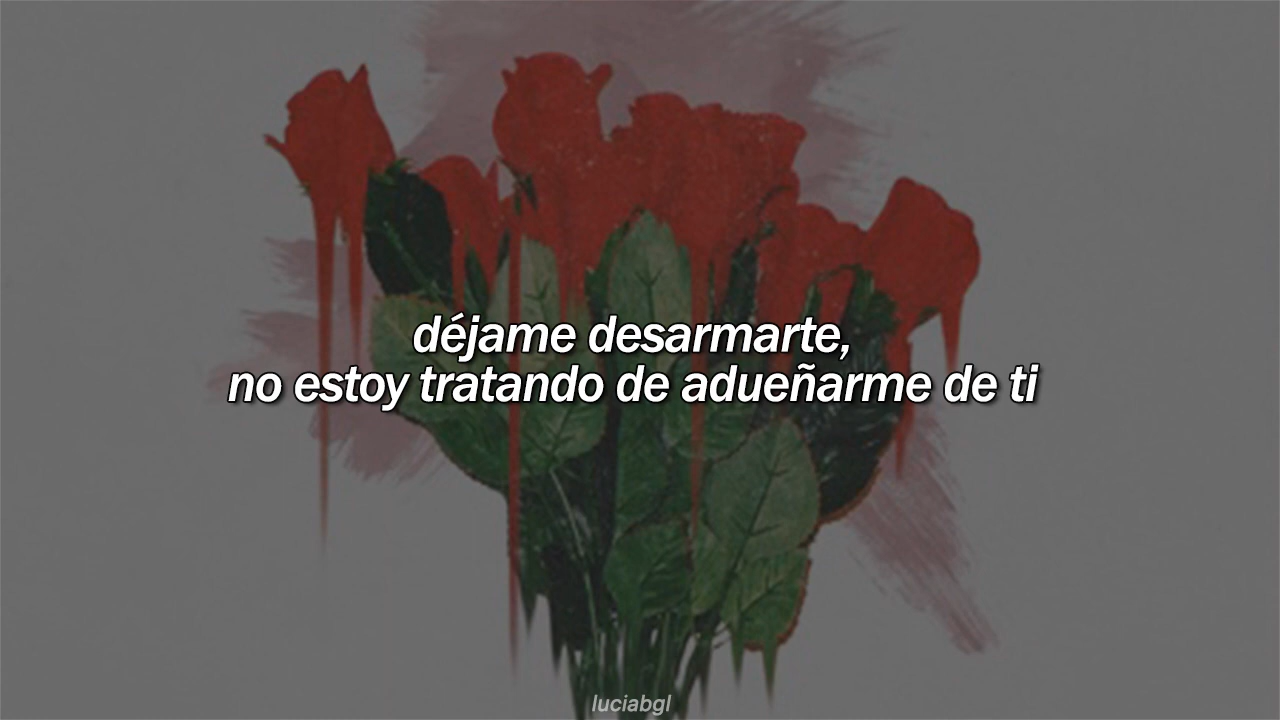 déjame desarmarte,
no estoy tratando de adueñarme de ti
luciabgl